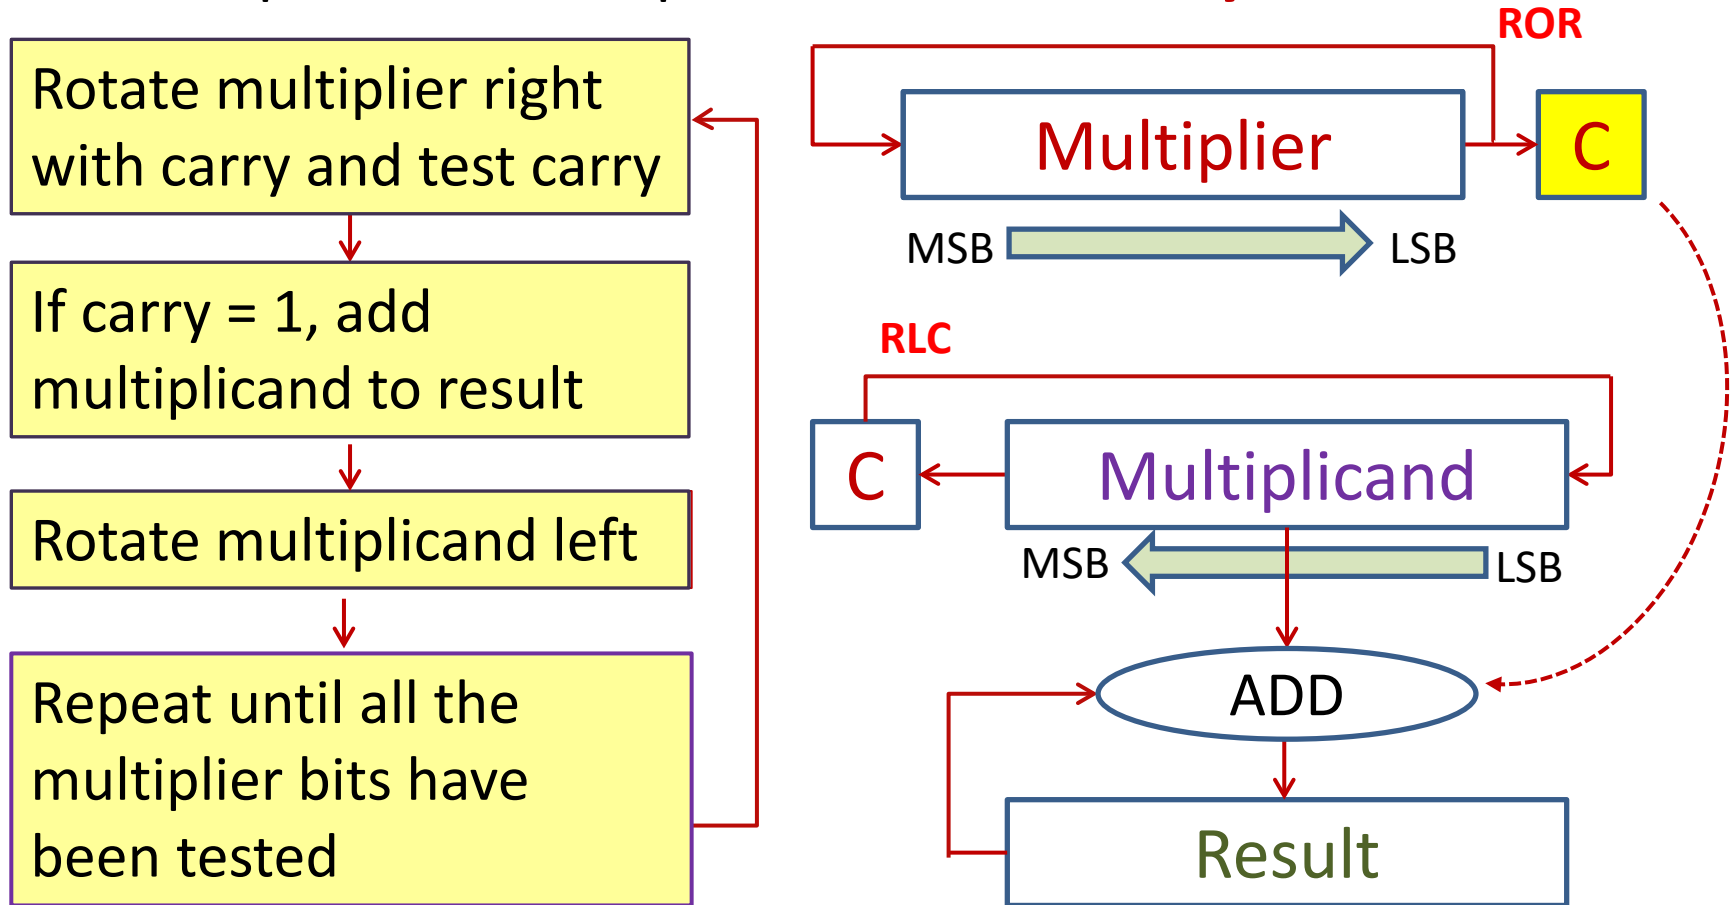 Rotate multiplier right
with carry and test carry
If carry = 1, add
multiplicand to result
Rotate multiplicand left
Repeat until all the
multiplier bits have
been tested
ROR
Multiplier
C
MSB
LSB
RLC
C
Multiplicand
MSB
LSB
ADD
Result